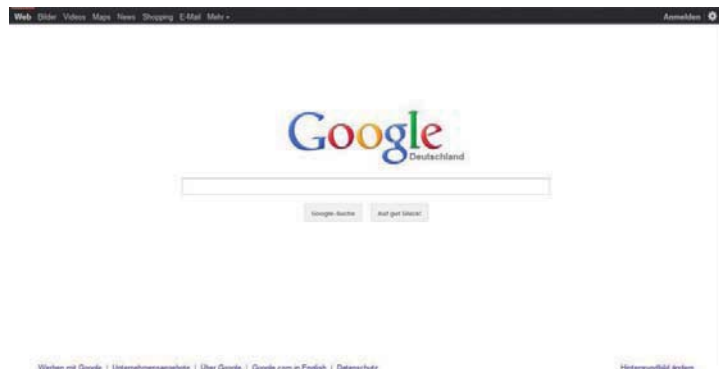 Web Bilder Videos Maps News Shopping E-Mail Mehr Anmelden
Google
Deutschland
Google-Suche Auf gut Glück!
Werben mit Google | Unternehmensangebote | Über Google | Google.com in English | Datenschutz Hintergrundbild ändern